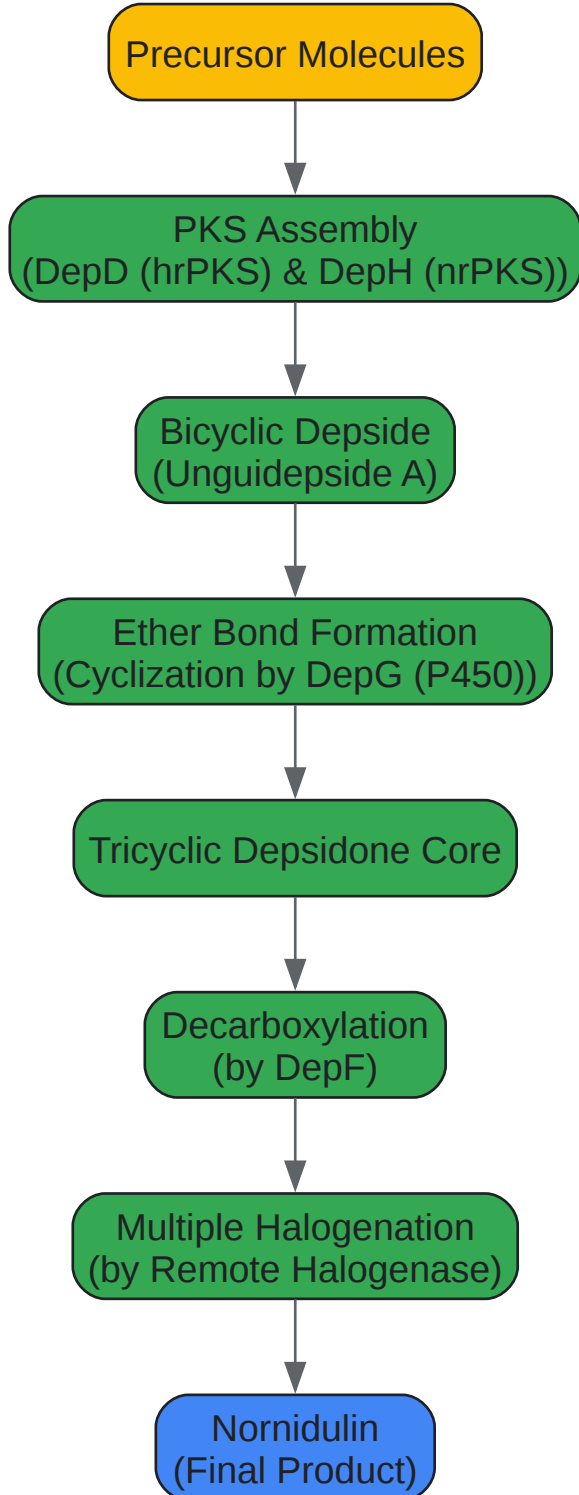 Precursor Molecules
PKS Assembly
(DepD (hrPKS) & DepH (nrPKS))
Bicyclic Depside
(Unguidepside A)
Ether Bond Formation
(Cyclization by DepG (P450))
Tricyclic Depsidone Core
Decarboxylation
(by DepF)
Multiple Halogenation
(by Remote Halogenase)
Nornidulin
(Final Product)